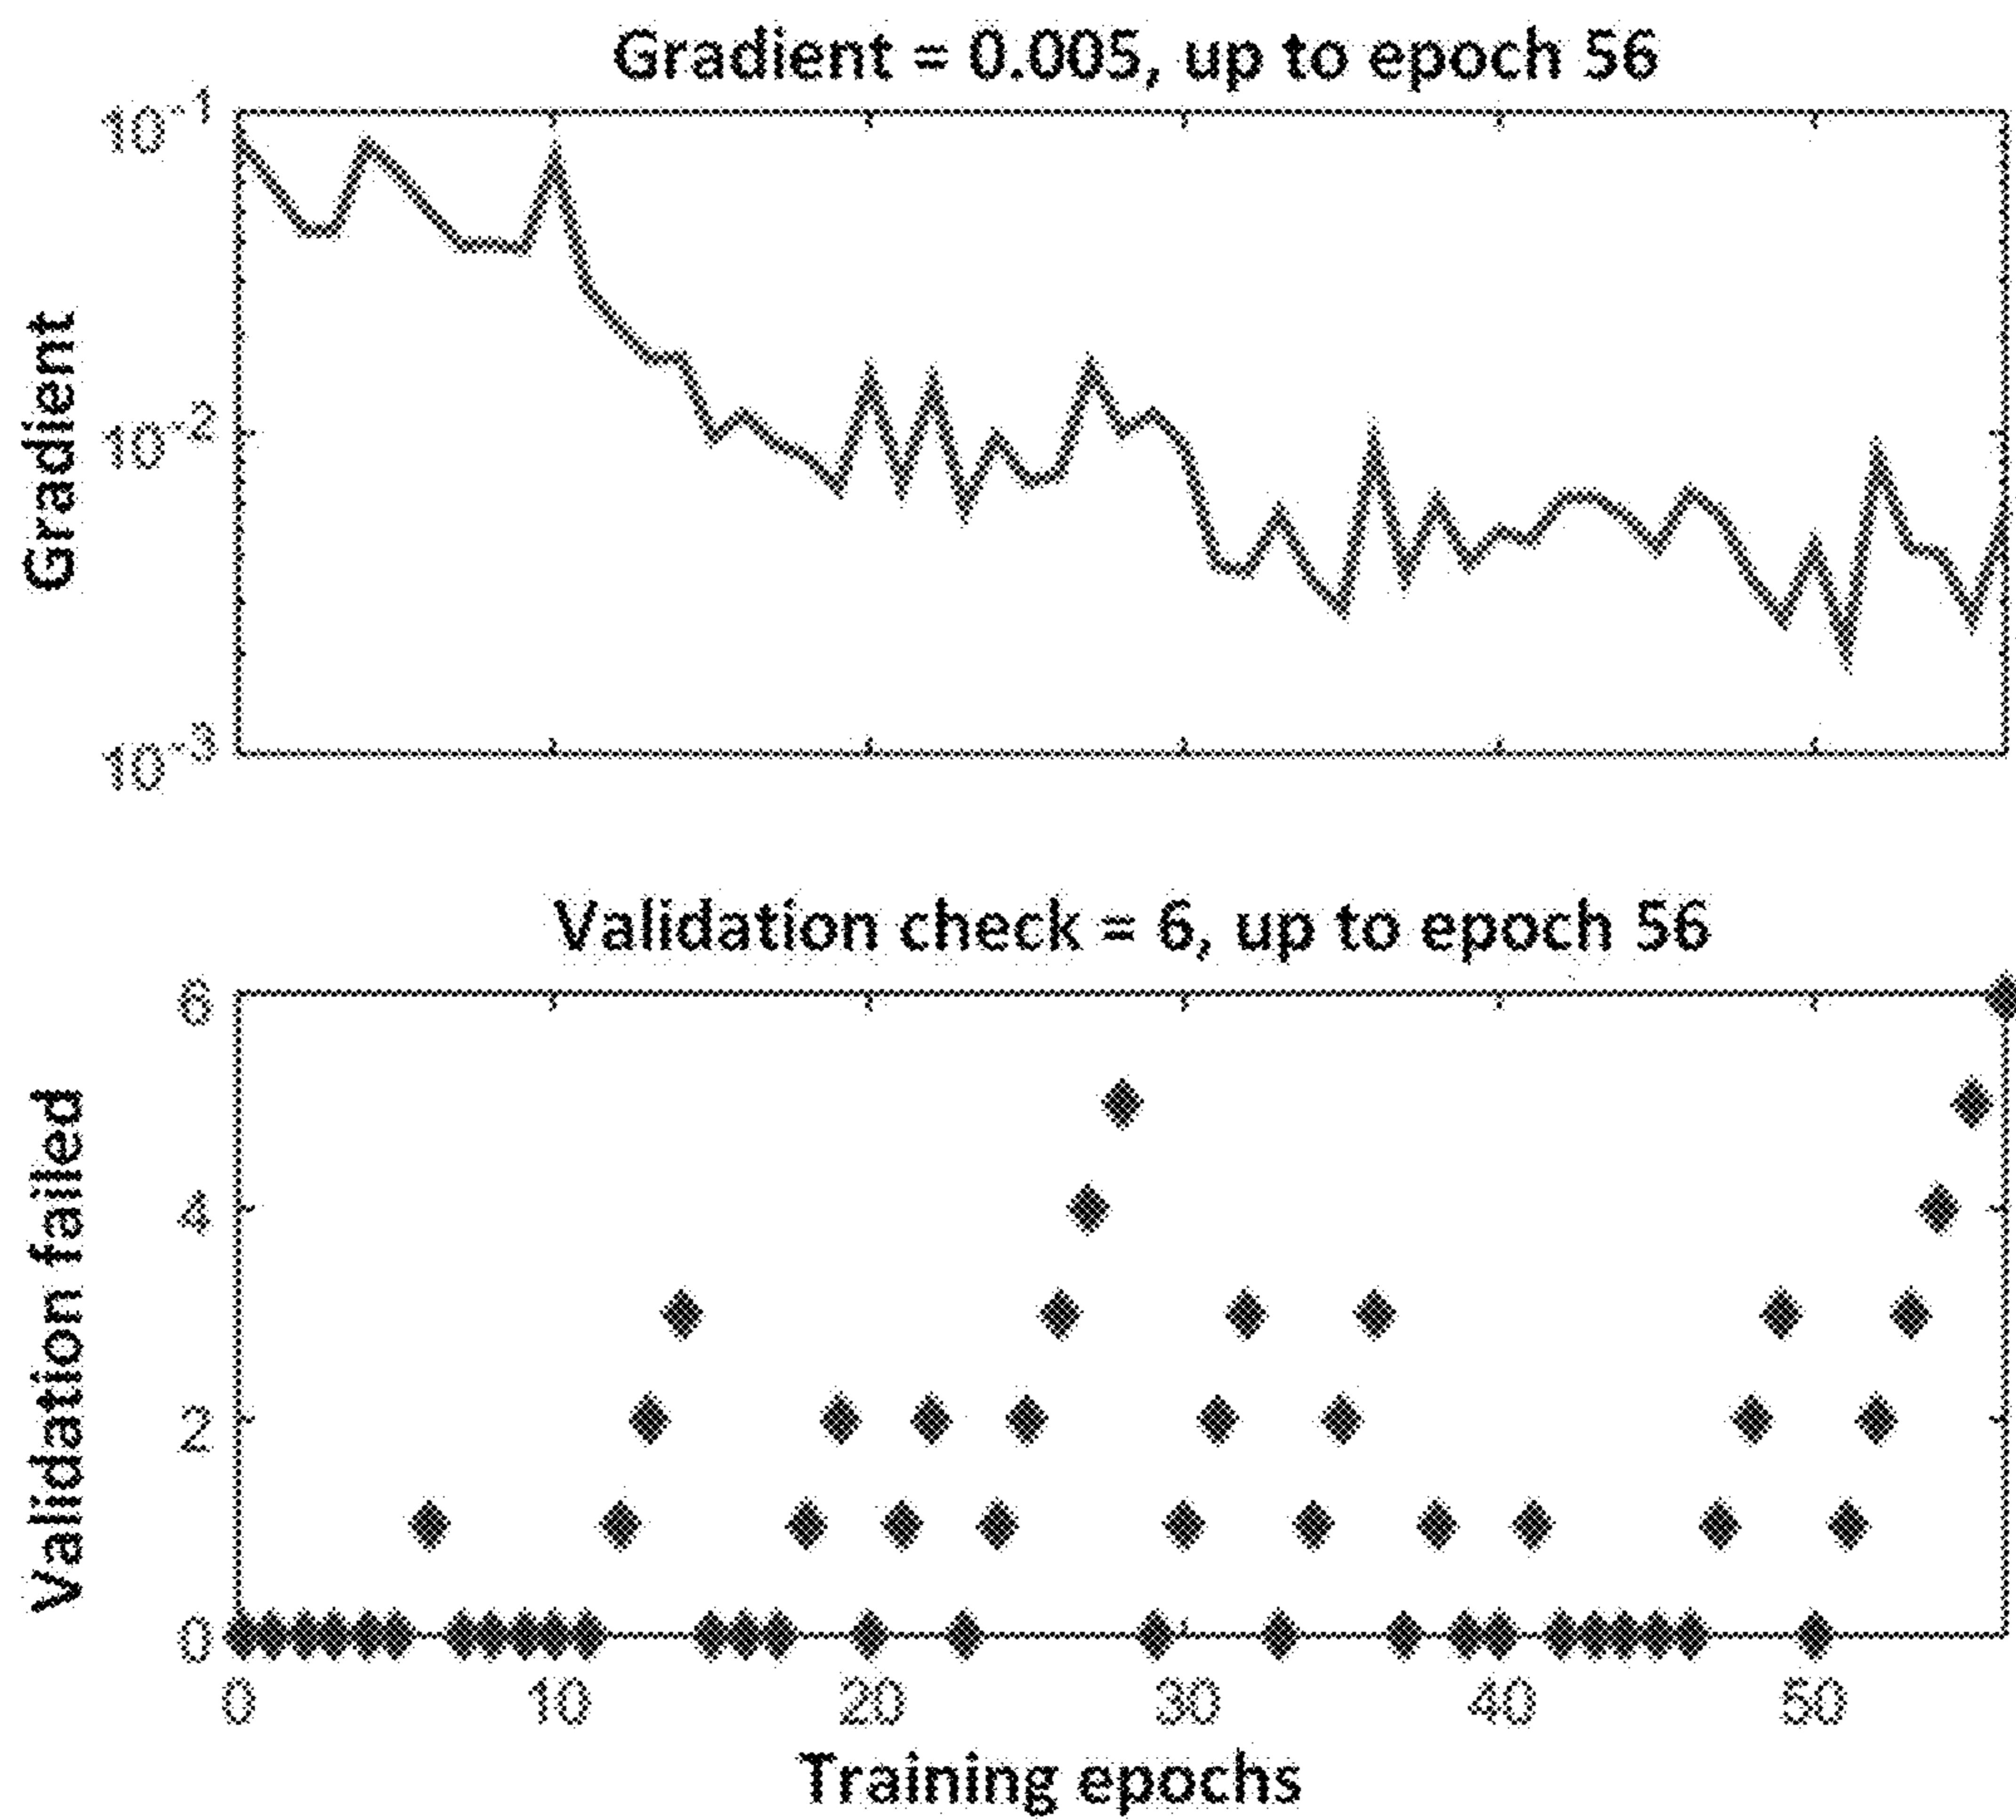 Gradient = 0.005, up to epoch 56
10-1
10-2
10-3
Gradient
Validation check = 6, up to epoch 56
6
4
2
0
Validation failed
0 10 20 30 40 50
Training epochs